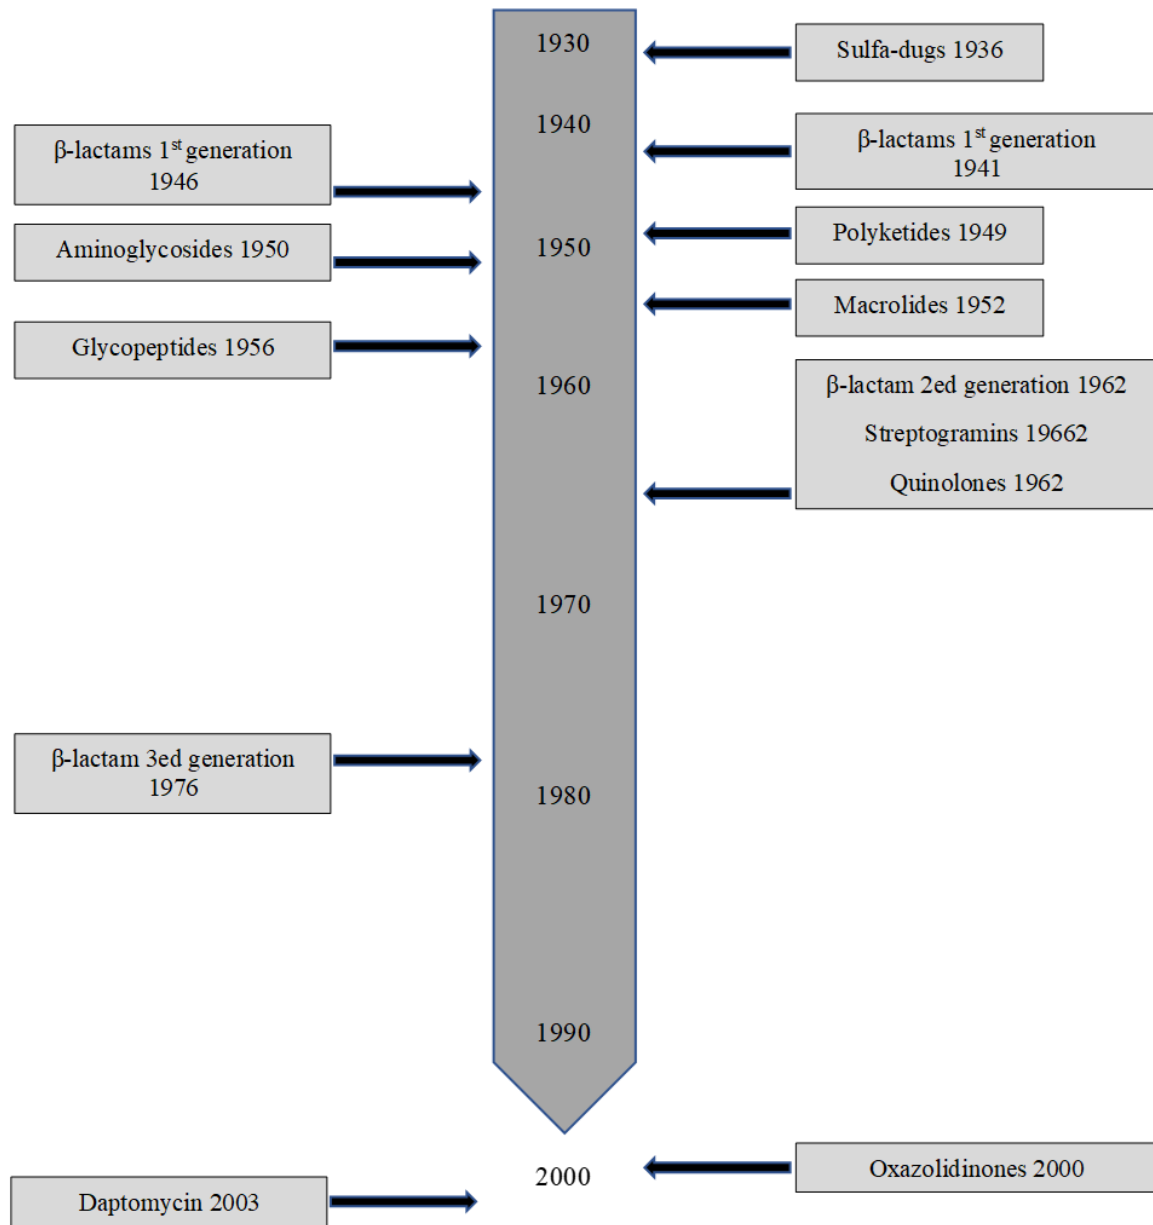 1930
Sulfa-dugs 1936
1940
β-lactams 1st generation
1941
β-lactams 1st generation
1946
Polyketides 1949
Aminoglycosides 1950
1950
Macrolides 1952
Glycopeptides 1956
1960
β-lactam 2ed generation 1962
Streptogramins 19662
Quinolones 1962
1970
β-lactam 3ed generation
1976
1980
1990
2000
Oxazolidinones 2000
Daptomycin 2003